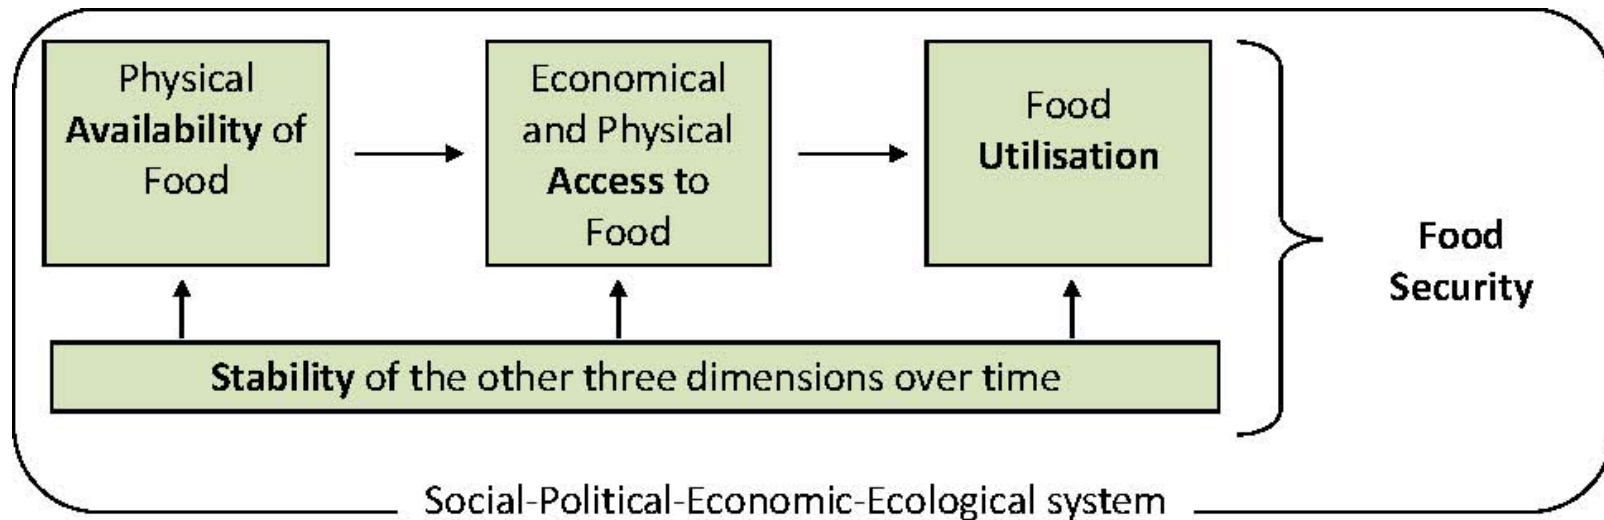 Physical
Availability of
Food
Economical
and Physical
Access to
Food
Food
Utilisation
Stability of the other three dimensions over time
Food
Security
Social-Political-Economic-Ecological system